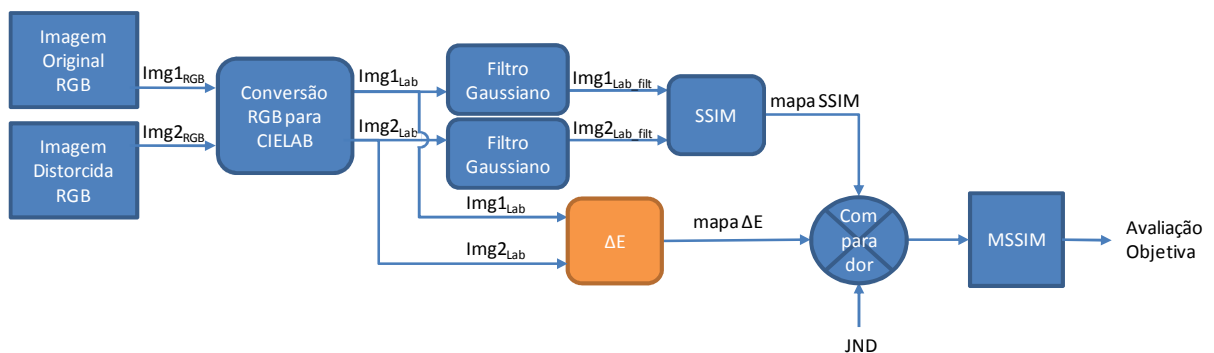 Imagem
Original
RGB
Img1RGB
Imagem
Distorcida
RGB
Img2RGB
Conversão
RGB para
CIELAB
Img1Lab
Img2Lab
Filtro
Gaussiano
Img1Lab_filt
Filtro
Gaussiano
Img2Lab_filt
SSIM
mapa SSIM
Img1Lab
Img2Lab
ΔE
mapa ΔE
Com
para
dor
JND
MSSIM
Avaliação
Objetiva